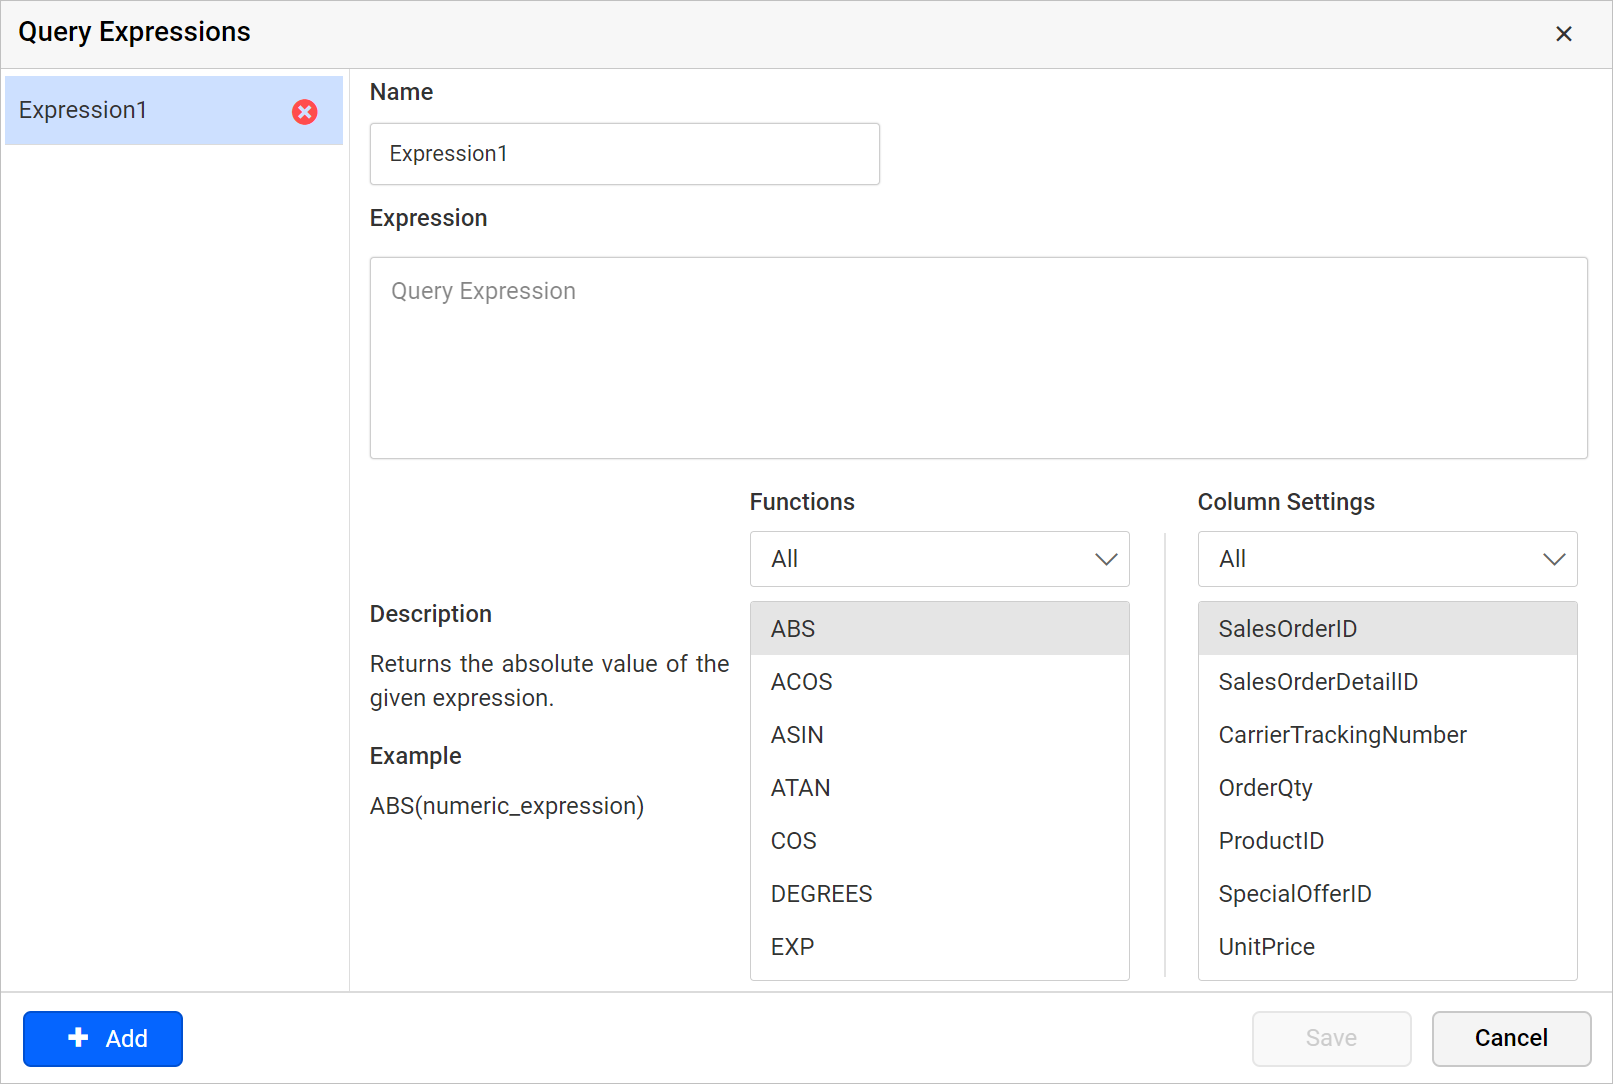 Query Expressions
Expression1
Name
Expression1
Expression
Query Expression
Functions
Column Settings
All
All
Description
Returns the absolute value of the
given expression.
Example
ABS(numeric_expression)
ABS
ACOS
ASIN
ATAN
COS
DEGREES
EXP
SalesOrderID
SalesOrderDetailID
CarrierTrackingNumber
OrderQty
ProductID
SpecialOfferID
UnitPrice
Add
Save
Cancel